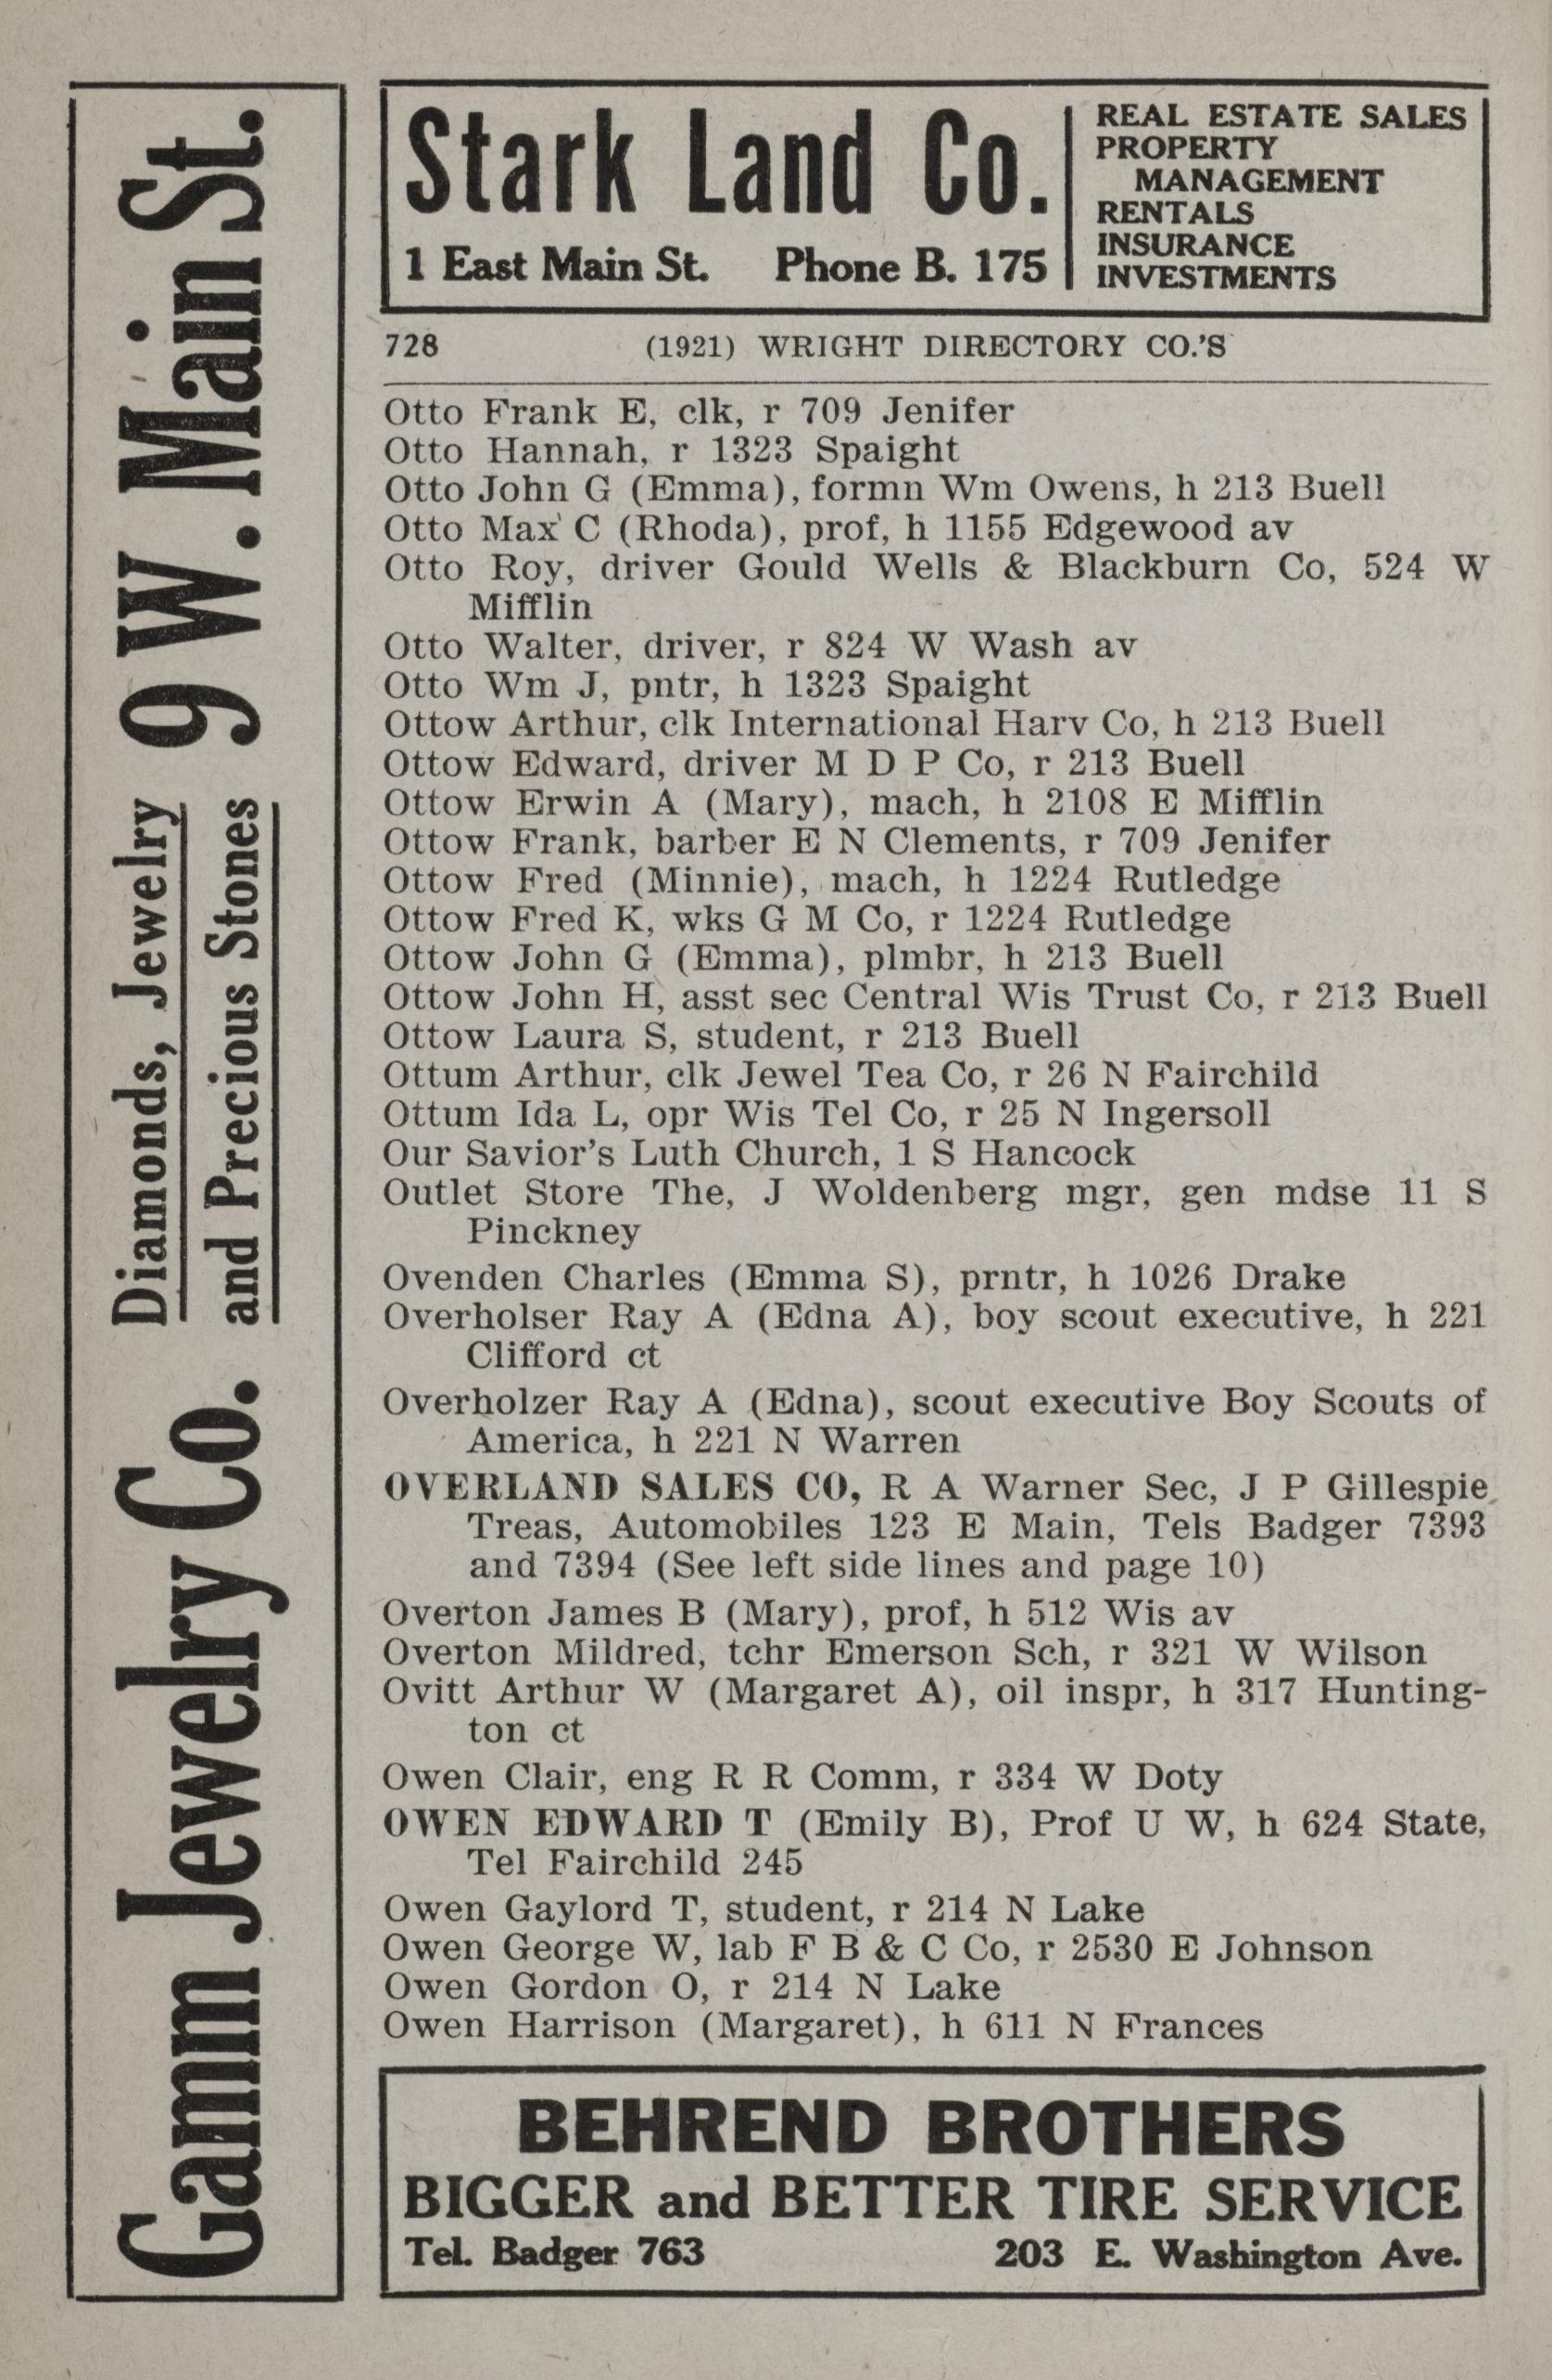 Gamm Jewelry Co. Diamonds, Jewelry and Precious Stones 9 W. Main St.
Stark Land Co.
1 East Main St. Phone B. 175
REAL ESTATE SALES
PROPERTY
MANAGEMENT
RENTALS
INSURANCE
INVESTMENTS
728 (1921) WRIGHT DIRECTORY CO.'S
Otto Frank E, clk, r 709 Jenifer
Otto Hannah, r 1323 Spaight
Otto John G (Emma), formn Wm Owens, h 213 Buell
Otto Max C (Rhoda), prof, h 1155 Edgewood av
Otto Roy, driver Gould Wells & Blackburn Co, 524 W
Mifflin
Otto Walter, driver, r 824 W Wash av
Otto Wm J, pntr, h 1323 Spaight
Ottow Arthur, clk International Harv Co, h 213 Buell
Ottow Edward, driver M D P Co, r 213 Buell
Ottow Erwin A (Mary), mach, h 2108 E Mifflin
Ottow Frank, barber E N Clements, r 709 Jenifer
Ottow Fred (Minnie), mach, h 1224 Rutledge
Ottow Fred K, wks G M Co, r 1224 Rutledge
Ottow John G (Emma), plmbr, h 213 Buell
Ottow John H, asst sec Central Wis Trust Co, r 213 Buell
Ottow Laura S, student, r 213 Buell
Ottum Arthur, clk Jewel Tea Co, r 26 N Fairchild
Ottum Ida L, opr Wis Tel Co, r 25 N Ingersoll
Our Savior's Luth Church, 1 S Hancock
Outlet Store The, J Woldenberg mgr, gen mdse 11 S
Pinckney
Ovenden Charles (Emma S), prntr, h 1026 Drake
Overholser Ray A (Edna A), boy scout executive, h 221
Clifford ct
Overholzer Ray A (Edna), scout executive Boy Scouts of
America, h 221 N Warren
OVERLAND SALES CO, R A Warner Sec, J P Gillespie
Treas, Automobiles 123 E Main, Tels Badger 7393
and 7394 (See left side lines and page 10)
Overton James B (Mary), prof, h 512 Wis av
Overton Mildred, tchr Emerson Sch, r 321 W Wilson
Ovitt Arthur W (Margaret A), oil inspr, h 317 Hunting-
ton ct
Owen Clair, eng R R Comm, r 334 W Doty
OWEN EDWARD T (Emily B), Prof U W, h 624 State,
Tel Fairchild 245
Owen Gaylord T, student, r 214 N Lake
Owen George W, lab F B & C Co, r 2530 E Johnson
Owen Gordon O, r 214 N Lake
Owen Harrison (Margaret), h 611 N Frances
BEHREND BROTHERS
BIGGER and BETTER TIRE SERVICE
Tel. Badger 763 203 E. Washington Ave.